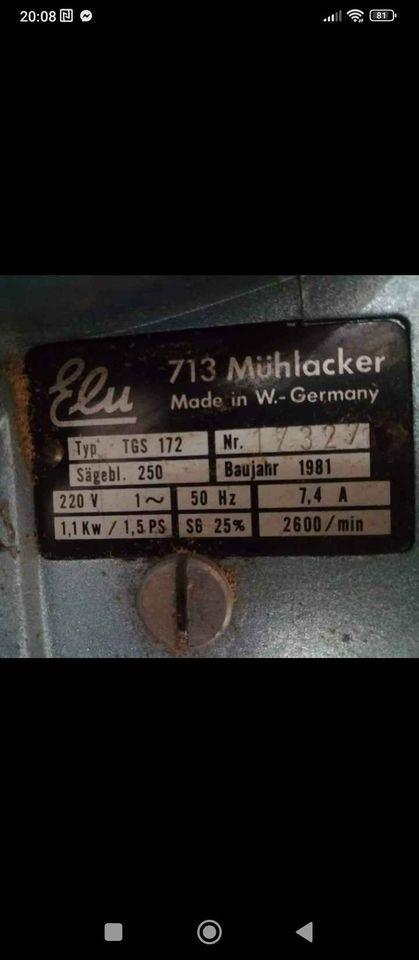 20:08
81
Elu
713 Mühlacker
Made in W.-Germany
Typ TGS 172
Nr.
Sägebl. 250
Baujahr 1981
220 V 1~
50 Hz
7,4 A
1,1 Kw / 1,5 PS
S6 25%
2600/min